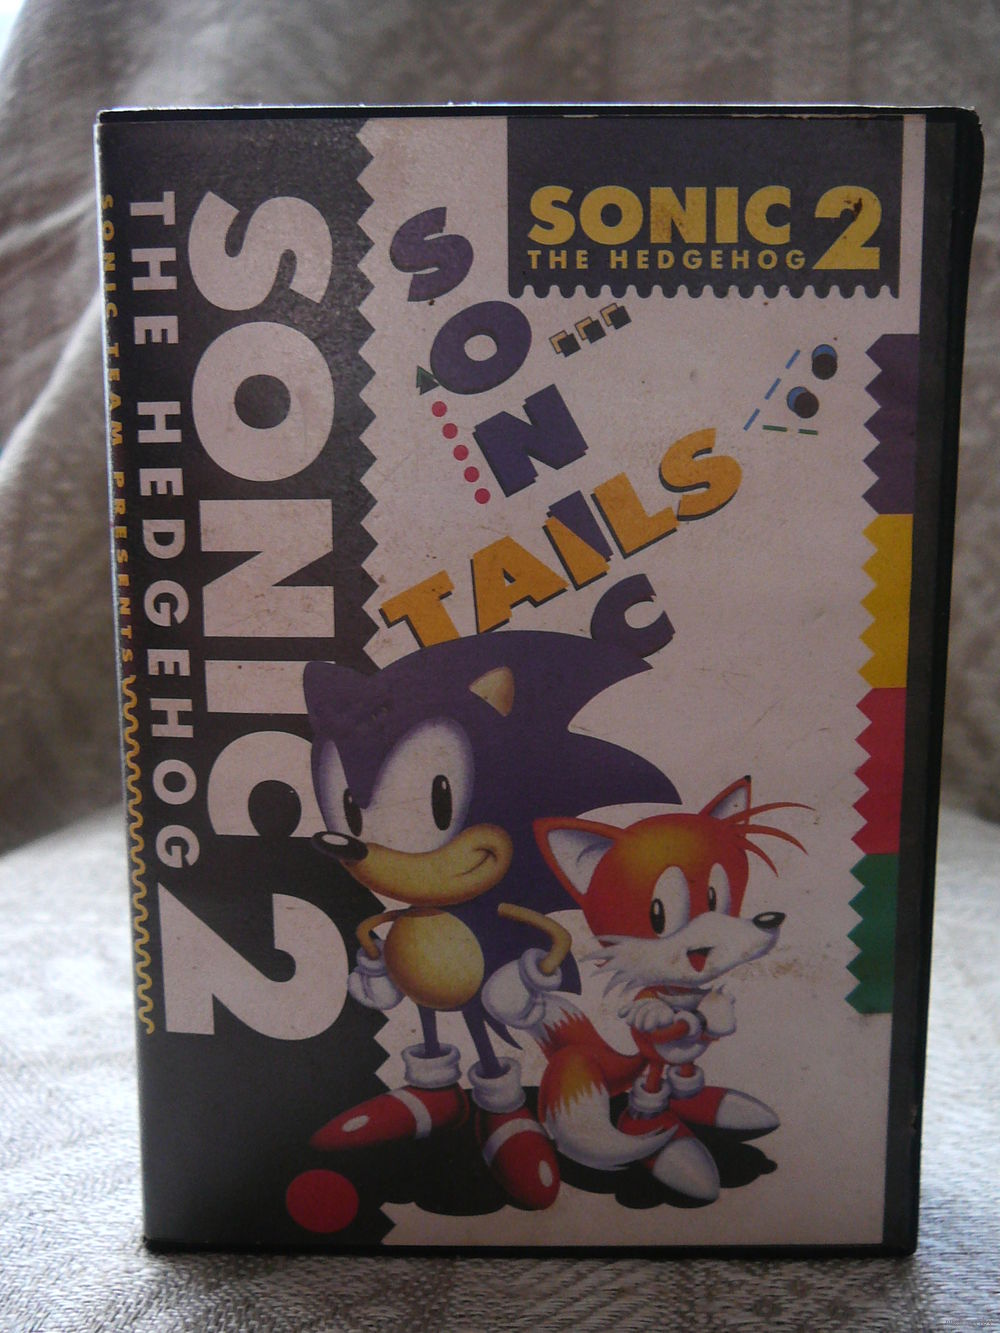 SONIC TEAM PRESENTS
THE HEDGEHOG
SONIC 2
SONIC 2
THE HEDGEHOG
SONIC
TAILS